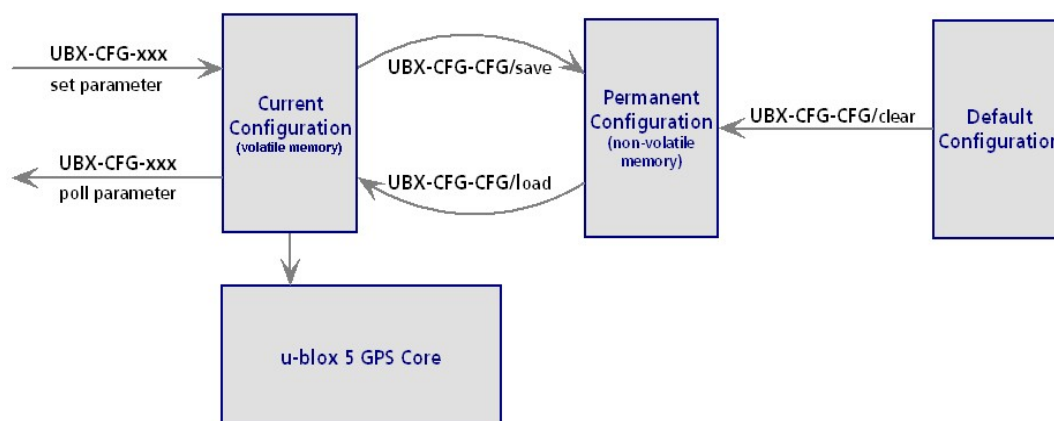 UBX-CFG-xxx
set parameter
UBX-CFG-xxx
poll parameter
Current
Configuration
(volatile memory)
UBX-CFG-CFG/save
UBX-CFG-CFG/load
Permanent
Configuration
(non-volatile
memory)
UBX-CFG-CFG/clear
Default
Configuration
u-blox 5 GPS Core